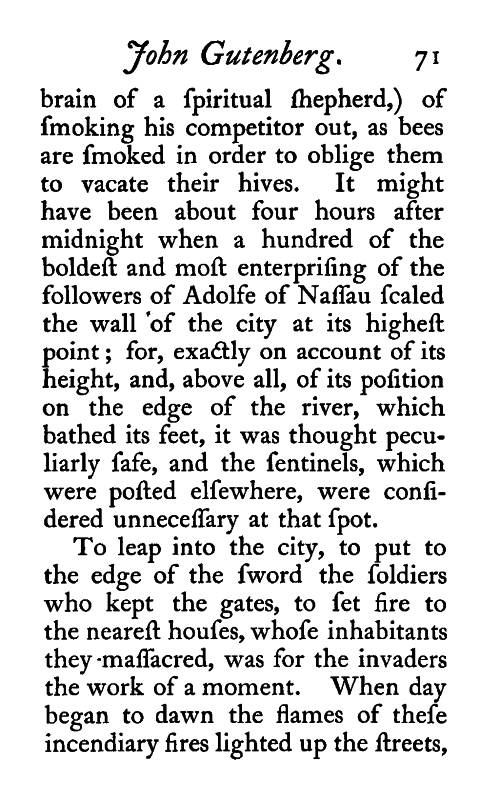 John Gutenberg. 71
brain of a ſpiritual ſhepherd,) of
ſmoking his competitor out, as bees
are ſmoked in order to oblige them
to vacate their hives. It might
have been about four hours after
midnight when a hundred of the
boldeſt and moſt enterpriſing of the
followers of Adolfe of Naſſau ſcaled
the wall 'of the city at its higheſt
point; for, exactly on account of its
height, and, above all, of its poſition
on the edge of the river, which
bathed its feet, it was thought pecu-
liarly ſafe, and the ſentinels, which
were poſted elſewhere, were conſi-
dered unneceſſary at that ſpot.
To leap into the city, to put to
the edge of the ſword the ſoldiers
who kept the gates, to ſet fire to
the neareſt houſes, whoſe inhabitants
they·maſſacred, was for the invaders
the work of a moment. When day
began to dawn the flames of theſe
incendiary fires lighted up the ſtreets,